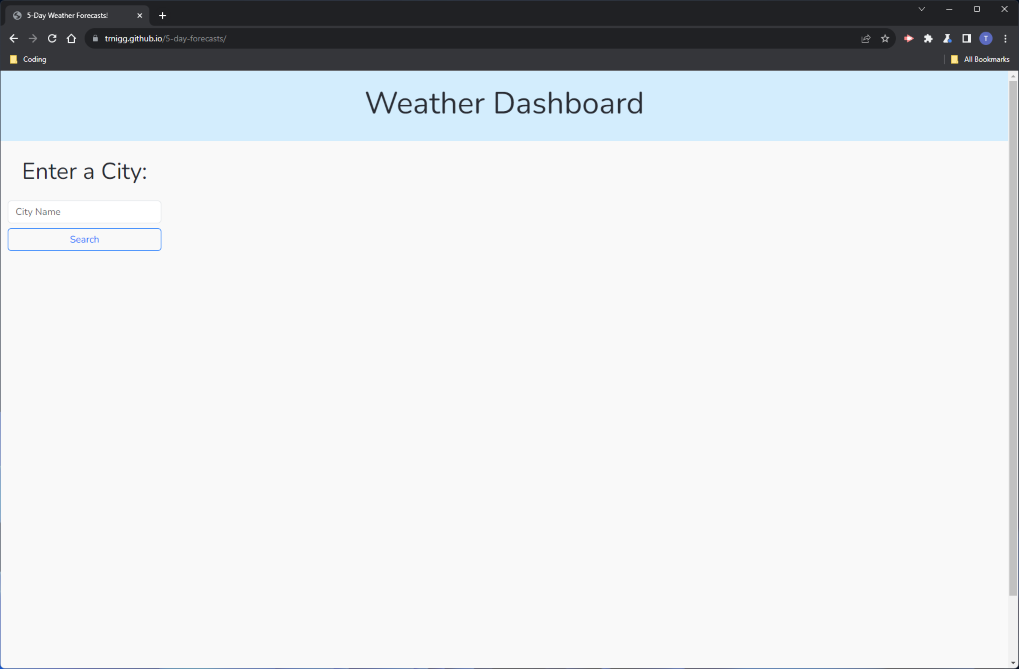 5-Day Weather Forecasts!
trnigg.github.io/5-day-forecasts/
T
Coding
All Bookmarks
Weather Dashboard
Enter a City:
City Name
Search